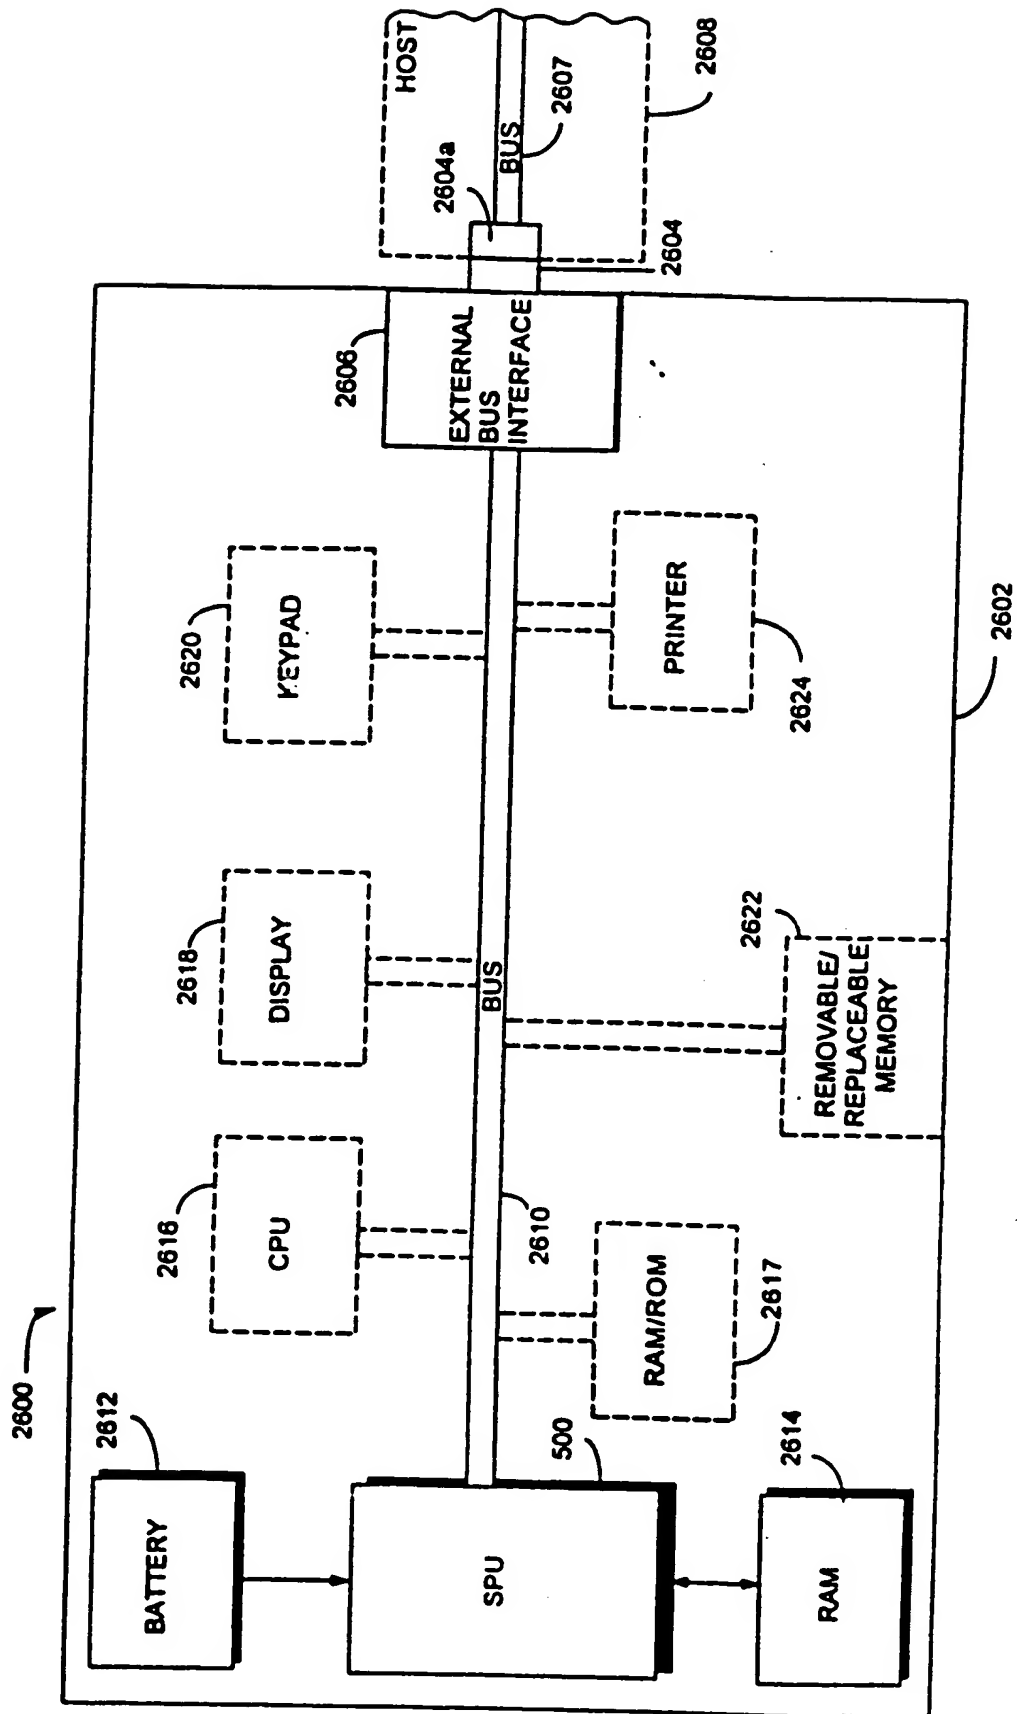 2600
2612
2616
2618
2620
2606
BATTERY
CPU
DISPLAY
KEYPAD
HOST
2604a
EXTERNAL
BUS
INTERFACE
SPU
BUS
BUS
500
2610
2607
RAM/ROM
PRINTER
2604
2608
2617
2622
2624
2614
RAM
REMOVABLE/
REPLACEABLE
MEMORY
2602